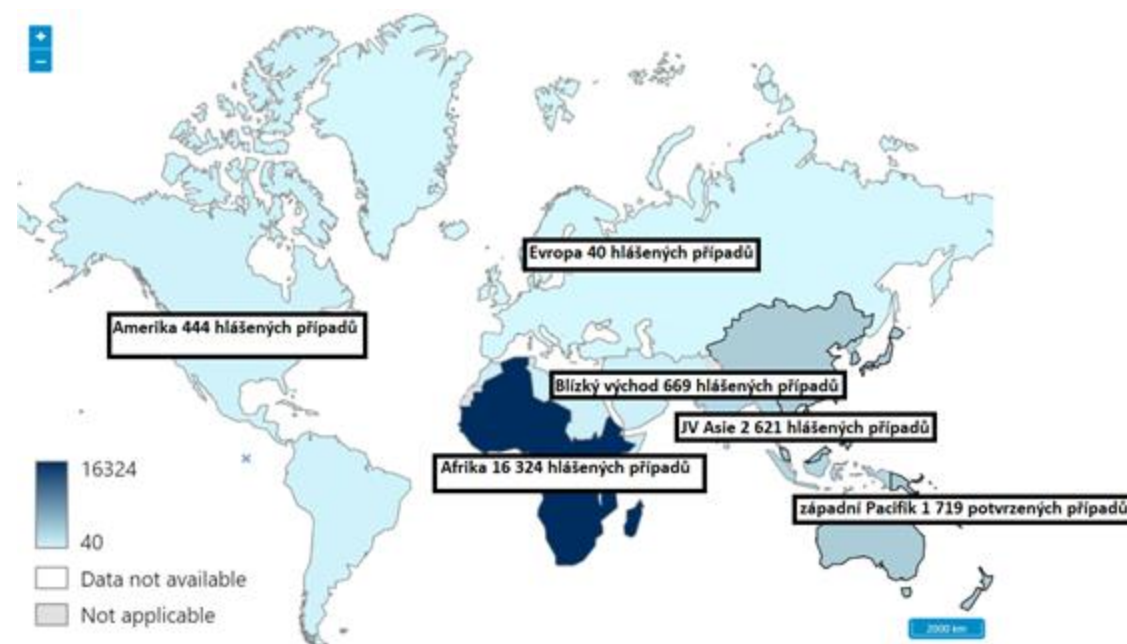 +
−
Evropa 40 hlášených případů
Amerika 444 hlášených případů
Blízký východ 669 hlášených případů
JV Asie 2 621 hlášených případů
Afrika 16 324 hlášených případů
západní Pacifik 1 719 potvrzených případů
16324
40
Data not available
Not applicable
2000 km